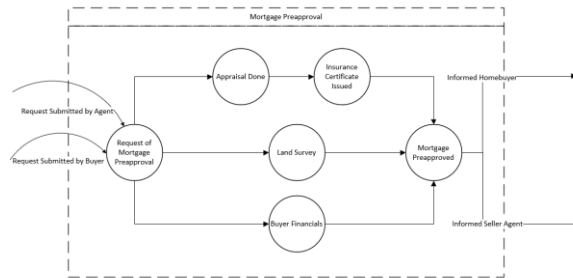 Mortgage Preapproval
Appraisal Done
Insurance
Certificate
Issued
Informed Homebuyer
Request Submitted by Agent
Request of
Mortgage
Preapproval
Land Survey
Mortgage
Preapproved
Request Submitted by Buyer
Buyer Financials
Informed Seller Agent